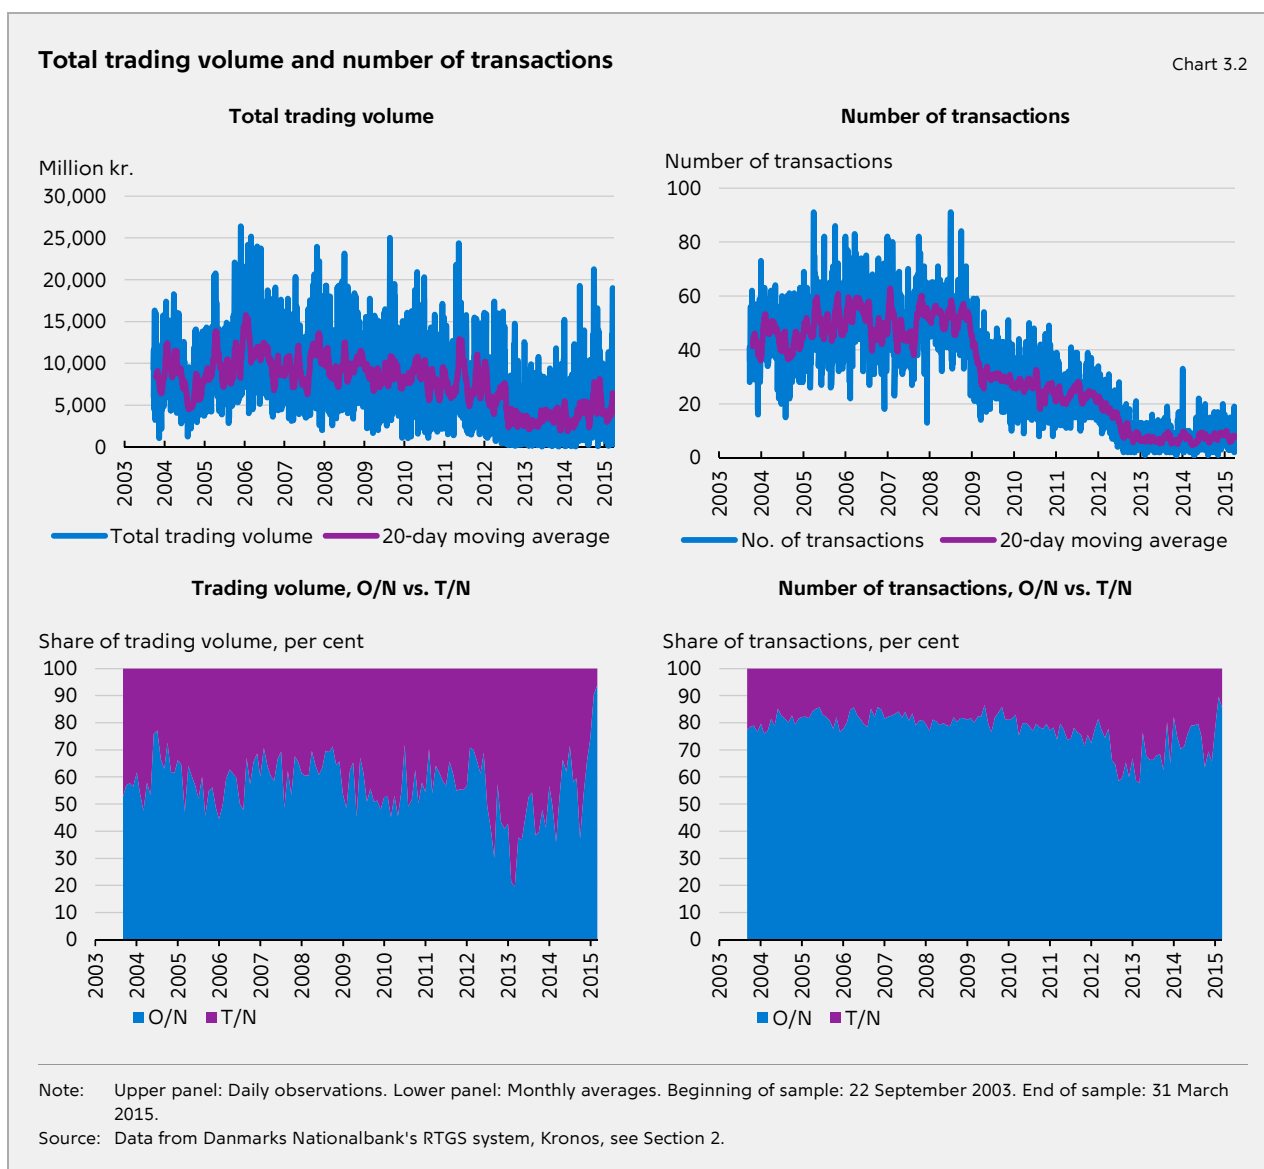 Total trading volume and number of transactions
Chart 3.2
Total trading volume
Million kr.
30,000
25,000
20,000
15,000
10,000
5,000
0
2003 2004 2005 2006 2007 2008 2009 2010 2011 2012 2013 2014 2015
Total trading volume 20-day moving average
Number of transactions
Number of transactions
100
80
60
40
20
0
2003 2004 2005 2006 2007 2008 2009 2010 2011 2012 2013 2014 2015
No. of transactions 20-day moving average
Trading volume, O/N vs. T/N
Share of trading volume, per cent
100
90
80
70
60
50
40
30
20
10
0
2003 2004 2005 2006 2007 2008 2009 2010 2011 2012 2013 2014 2015
O/N T/N
Number of transactions, O/N vs. T/N
Share of transactions, per cent
100
90
80
70
60
50
40
30
20
10
0
2003 2004 2005 2006 2007 2008 2009 2010 2011 2012 2013 2014 2015
O/N T/N
Note: Upper panel: Daily observations. Lower panel: Monthly averages. Beginning of sample: 22 September 2003. End of sample: 31 March
2015.
Source: Data from Danmarks Nationalbank's RTGS system, Kronos, see Section 2.